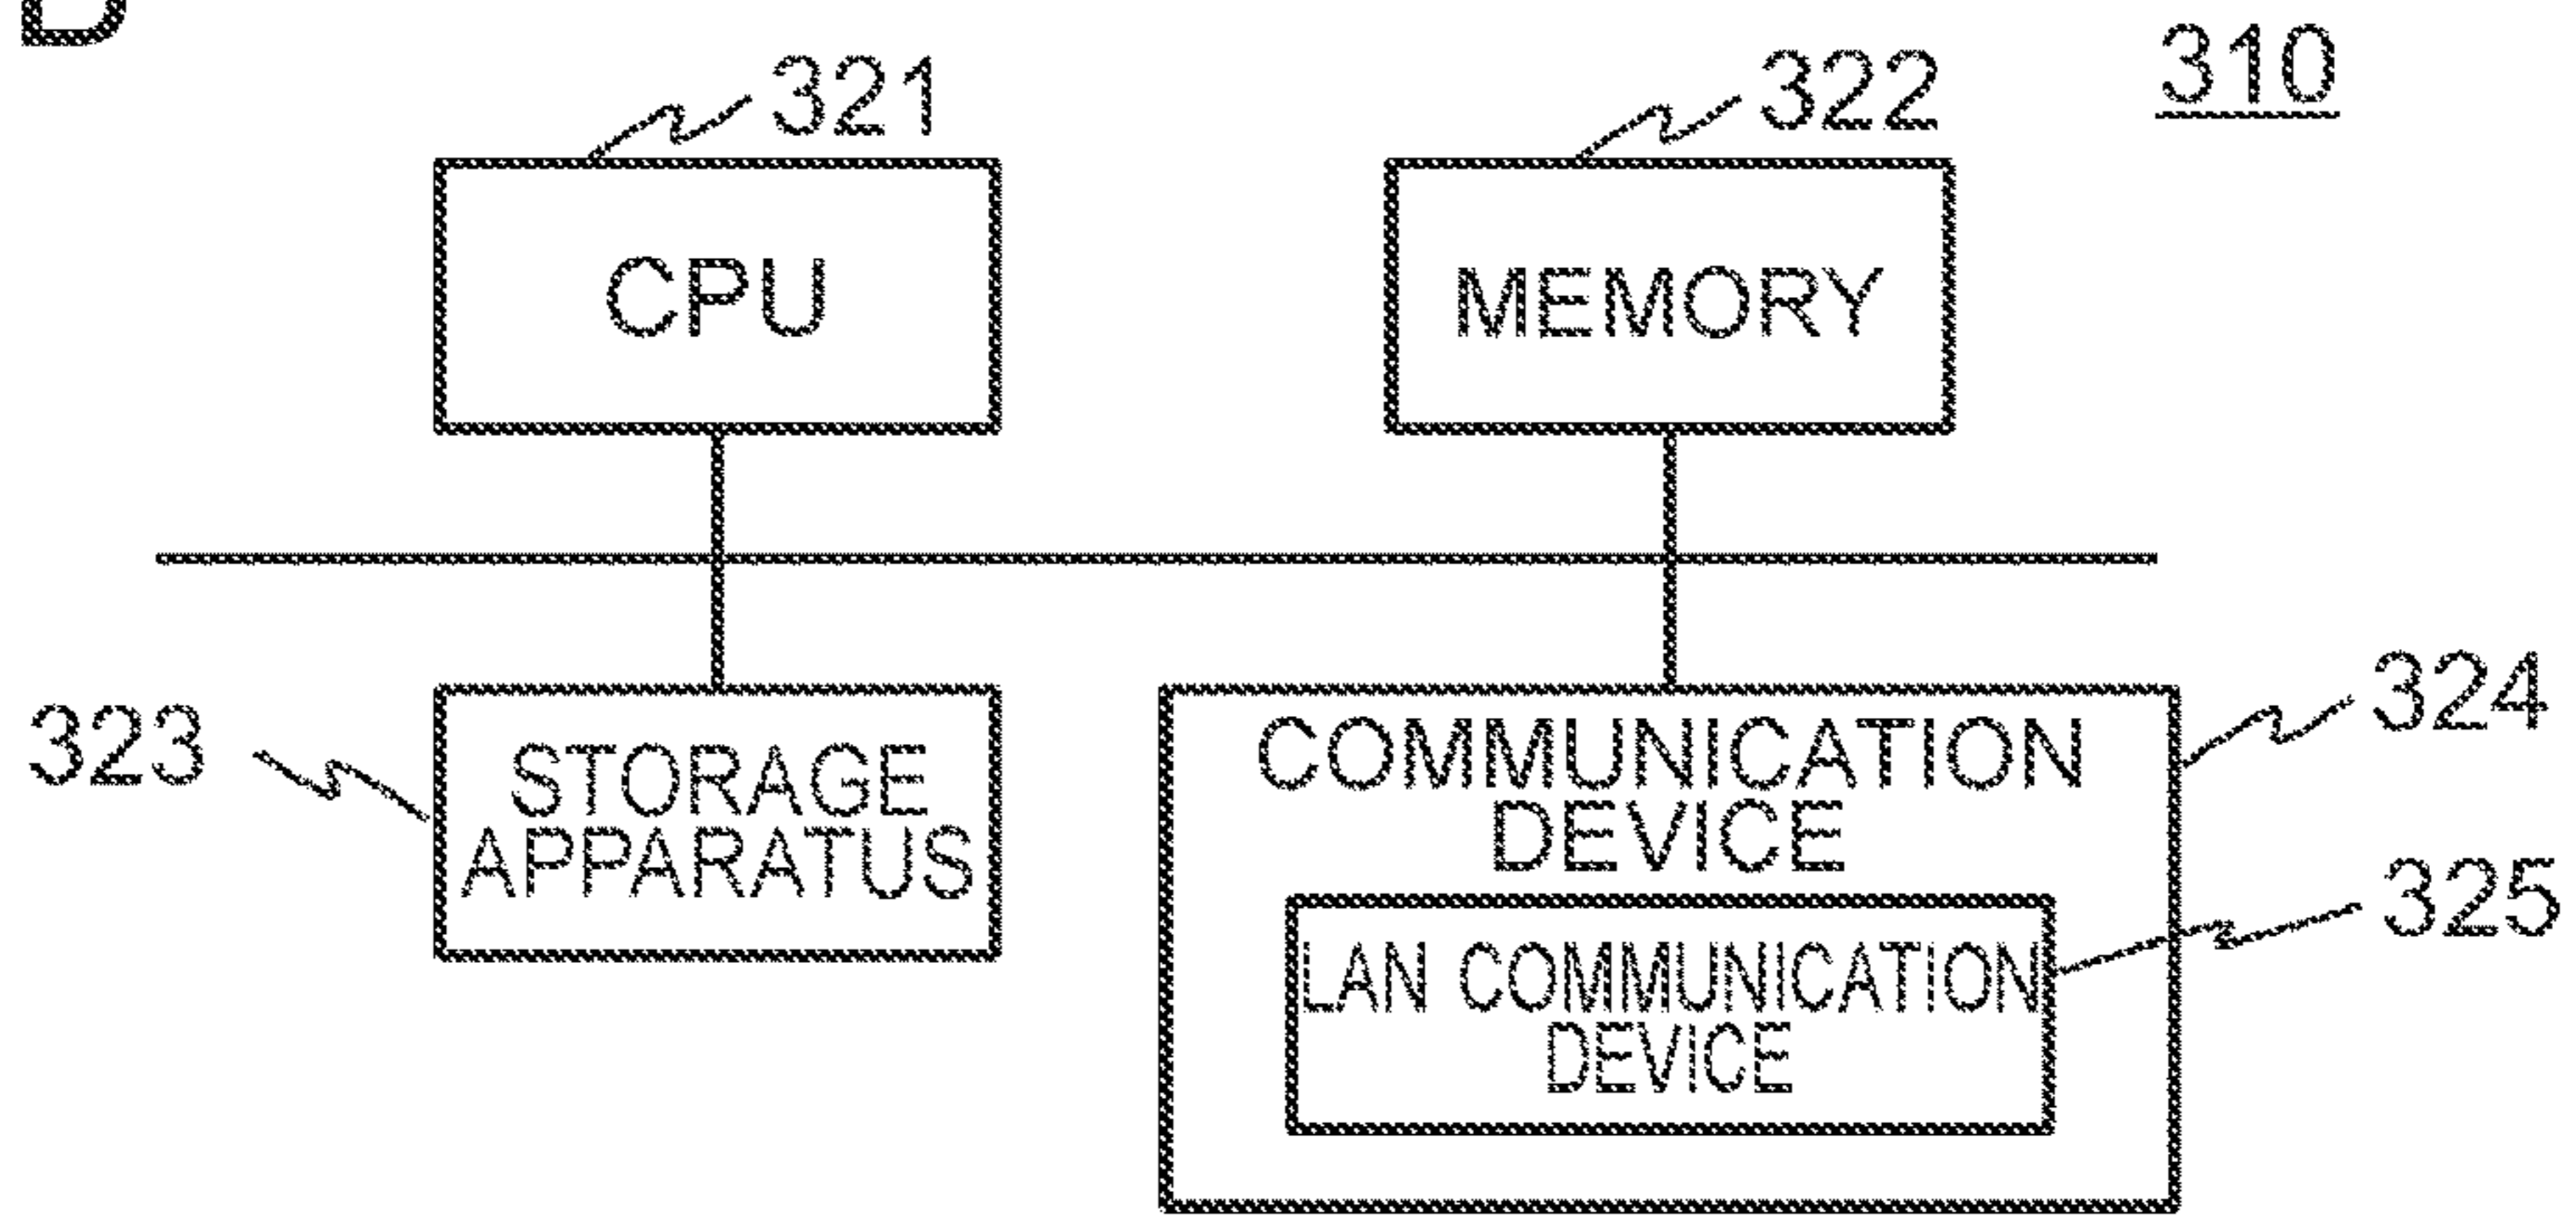 321
322
310
CPU
MEMORY
323
STORAGE
APPARATUS
COMMUNICATION
DEVICE
324
LAN COMMUNICATION
DEVICE
325